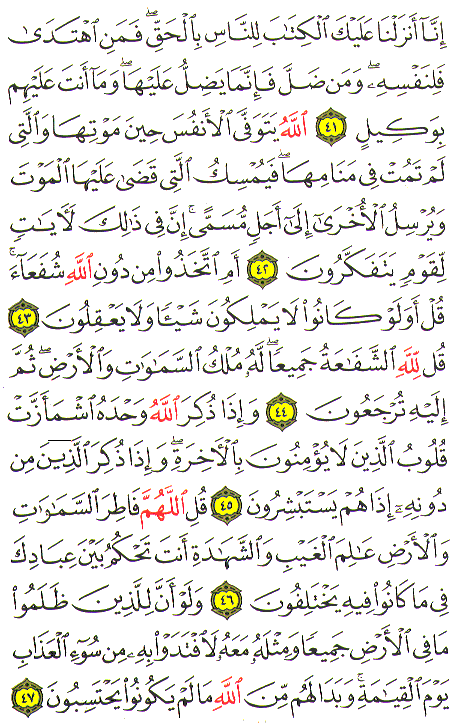 إِنَّآ أَنزَلْنَا عَلَيْكَ ٱلْكِتَٰبَ لِلنَّاسِ بِٱلْحَقِّ ۖ فَمَنِ ٱهْتَدَىٰ
فَلِنَفْسِهِۦ ۖ وَمَن ضَلَّ فَإِنَّمَا يَضِلُّ عَلَيْهَا ۖ وَمَآ أَنتَ عَلَيْهِم
بِوَكِيلٍ ٤١ ٱللَّهُ يَتَوَفَّى ٱلْأَنفُسَ حِينَ مَوْتِهَا وَٱلَّتِى
لَمْ تَمُتْ فِى مَنَامِهَا ۖ فَيُمْسِكُ ٱلَّتِى قَضَىٰ عَلَيْهَا ٱلْمَوْتَ
وَيُرْسِلُ ٱلْأُخْرَىٰٓ إِلَىٰٓ أَجَلٍ مُّسَمًّى ۚ إِنَّ فِى ذَٰلِكَ لَءَايَٰتٍ
لِّقَوْمٍ يَتَفَكَّرُونَ ٤٢ أَمِ ٱتَّخَذُوا۟ مِن دُونِ ٱللَّهِ شُفَعَآءَ ۚ
قُلْ أَوَلَوْ كَانُوا۟ لَا يَمْلِكُونَ شَيْـًٔا وَلَا يَعْقِلُونَ ٤٣
قُل لِّلَّهِ ٱلشَّفَٰعَةُ جَمِيعًا ۖ لَّهُۥ مُلْكُ ٱلسَّمَٰوَٰتِ وَٱلْأَرْضِ ۖ ثُمَّ
إِلَيْهِ تُرْجَعُونَ ٤٤ وَإِذَا ذُكِرَ ٱللَّهُ وَحْدَهُ ٱشْمَأَزَّتْ
قُلُوبُ ٱلَّذِينَ لَا يُؤْمِنُونَ بِٱلْءَاخِرَةِ ۖ وَإِذَا ذُكِرَ ٱلَّذِينَ مِن
دُونِهِۦٓ إِذَا هُمْ يَسْتَبْشِرُونَ ٤٥ قُلِ ٱللَّهُمَّ فَاطِرَ ٱلسَّمَٰوَٰتِ
وَٱلْأَرْضِ عَٰلِمَ ٱلْغَيْبِ وَٱلشَّهَٰدَةِ أَنتَ تَحْكُمُ بَيْنَ عِبَادِكَ
فِى مَا كَانُوا۟ فِيهِ يَخْتَلِفُونَ ٤٦ وَلَوْ أَنَّ لِلَّذِينَ ظَلَمُوا۟
مَا فِى ٱلْأَرْضِ جَمِيعًا وَمِثْلَهُۥ مَعَهُۥ لَٱفْتَدَوْا۟ بِهِۦ مِن سُوٓءِ ٱلْعَذَابِ
يَوْمَ ٱلْقِيَٰمَةِ ۚ وَبَدَا لَهُم مِّنَ ٱللَّهِ مَا لَمْ يَكُونُوا۟ يَحْتَسِبُونَ ٤٧